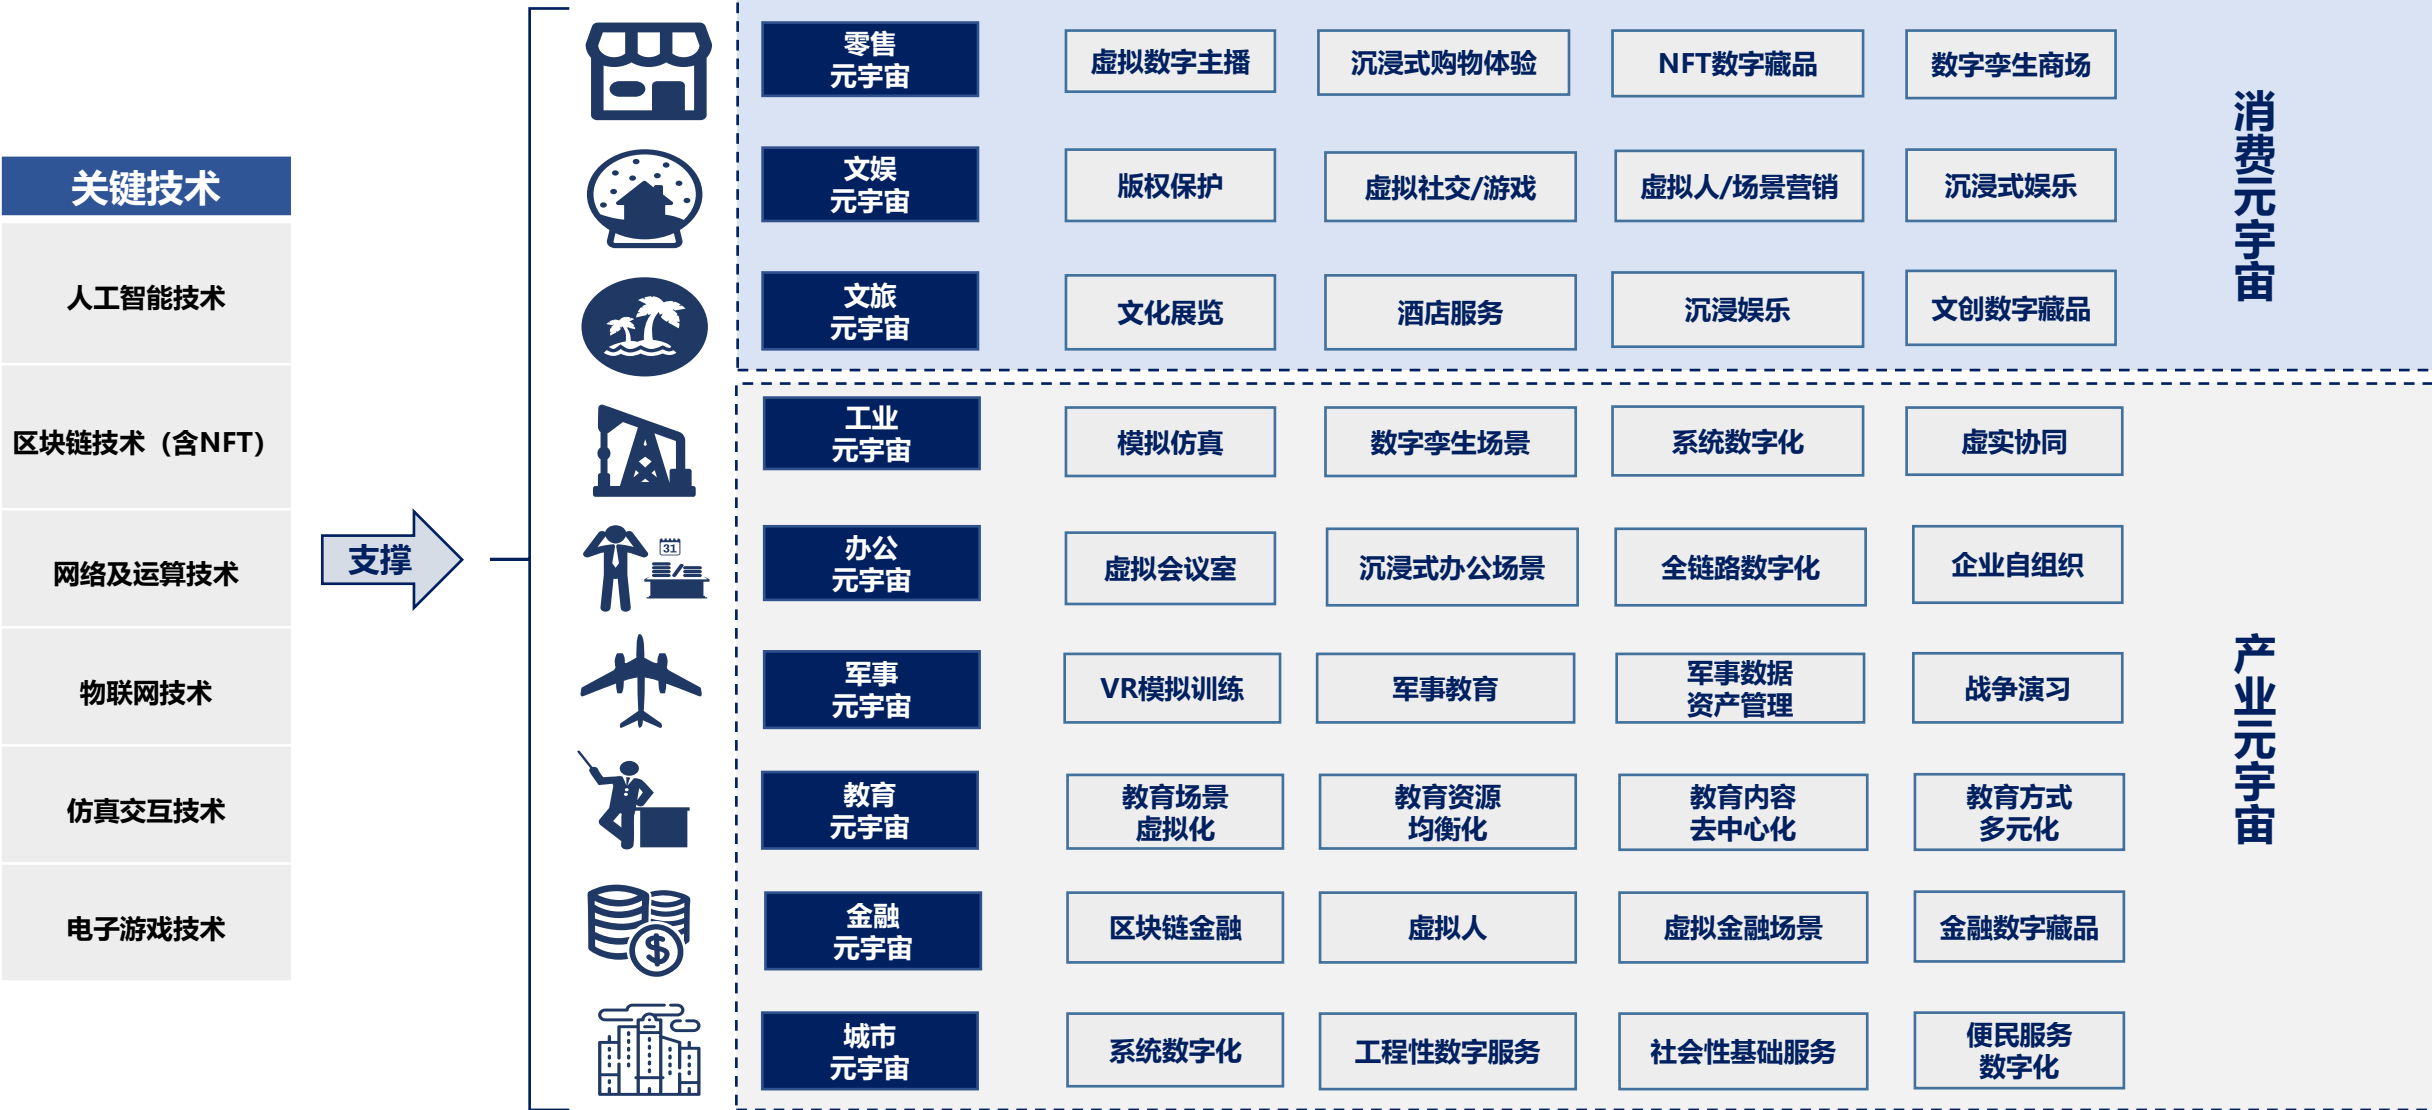 关键技术
人工智能技术
区块链技术（含NFT）
网络及运算技术
物联网技术
仿真交互技术
电子游戏技术
支撑
零售
元宇宙
虚拟数字主播
沉浸式购物体验
NFT数字藏品
数字孪生商场
文娱
元宇宙
版权保护
虚拟社交/游戏
虚拟人/场景营销
沉浸式娱乐
文旅
元宇宙
文化展览
酒店服务
沉浸娱乐
文创数字藏品
消费元宇宙
工业
元宇宙
模拟仿真
数字孪生场景
系统数字化
虚实协同
31
办公
元宇宙
虚拟会议室
沉浸式办公场景
全链路数字化
企业自组织
军事
元宇宙
VR模拟训练
军事教育
军事数据
资产管理
战争演习
教育
元宇宙
教育场景
虚拟化
教育资源
均衡化
教育内容
去中心化
教育方式
多元化
$
金融
元宇宙
区块链金融
虚拟人
虚拟金融场景
金融数字藏品
城市
元宇宙
系统数字化
工程性数字服务
社会性基础服务
便民服务
数字化
产业元宇宙